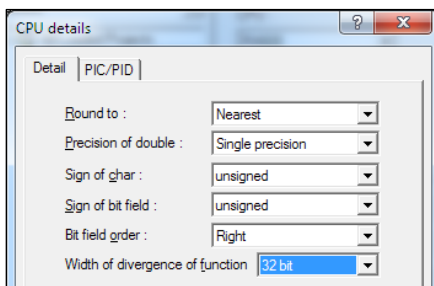 CPU details
Detail PIC/PID
Round to : Nearest
Precision of double : Single precision
Sign of char : unsigned
Sign of bit field : unsigned
Bit field order : Right
Width of divergence of function 32 bit